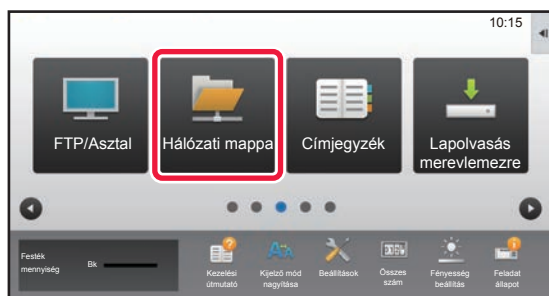 10:15
FTP/Asztal
Hálózati mappa
Címjegyzék
Lapolvasás
merevlemezre
Festék
mennyiség
Bk
Kezelési
útmutató
Kijelző mód
nagyítása
Beállítások
Összes
szám
Fényesség
beállítás
Feladat
állapot